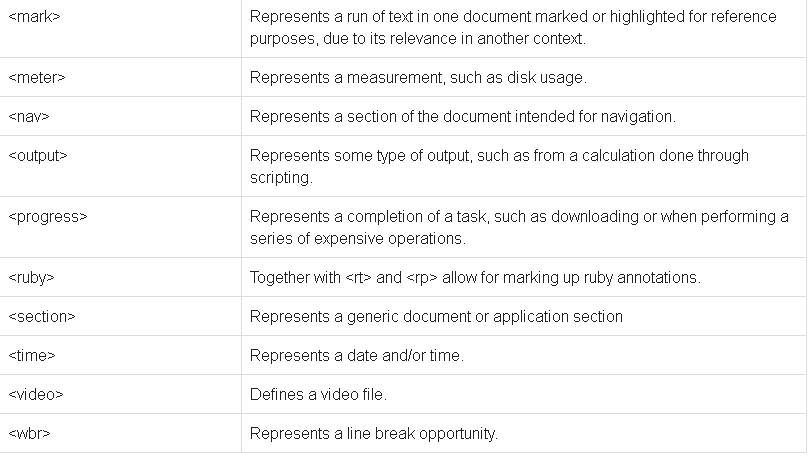 <mark> Represents a run of text in one document marked or highlighted for reference
purposes, due to its relevance in another context.
<meter> Represents a measurement, such as disk usage.
<nav> Represents a section of the document intended for navigation.
<output> Represents some type of output, such as from a calculation done through
scripting.
<progress> Represents a completion of a task, such as downloading or when performing a
series of expensive operations.
<ruby> Together with <rt> and <rp> allow for marking up ruby annotations.
<section> Represents a generic document or application section
<time> Represents a date and/or time.
<video> Defines a video file.
<wbr> Represents a line break opportunity.